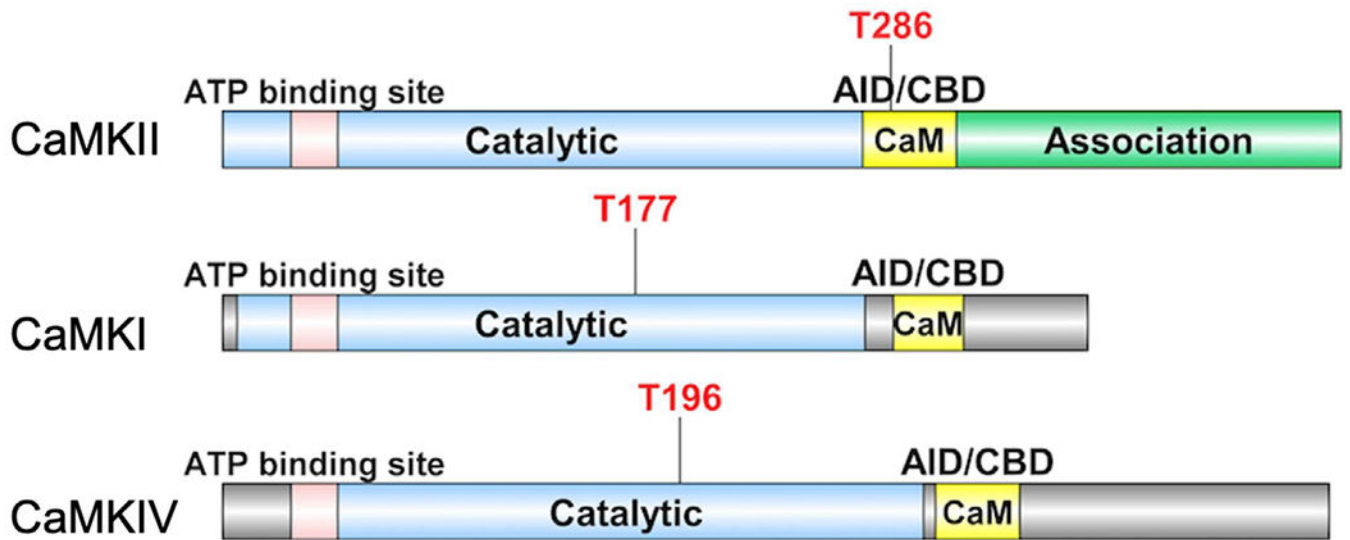 T286
ATP binding site AID/CBD
CaMKII Catalytic CaM Association
T177
ATP binding site AID/CBD
CaMKI Catalytic CaM
T196
ATP binding site AID/CBD
CaMKIV Catalytic CaM